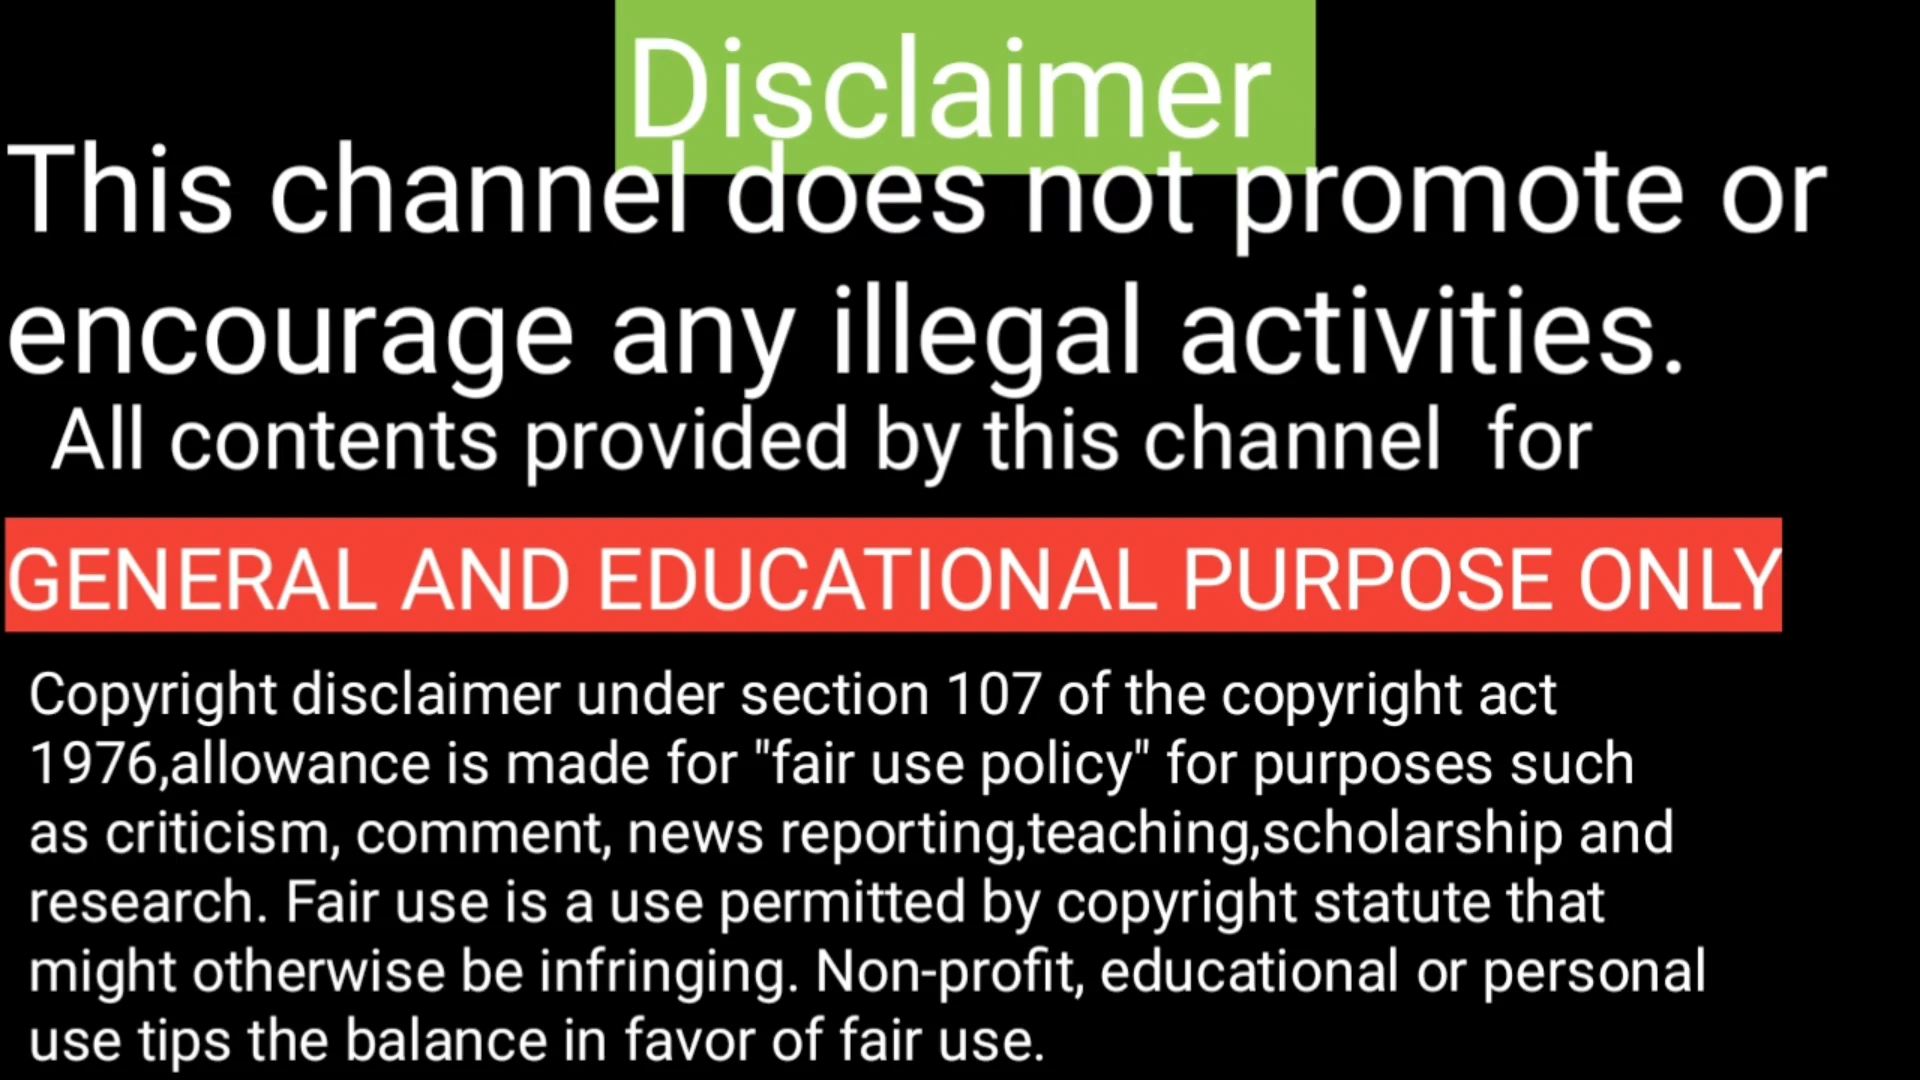 Disclaimer
This channel does not promote or
encourage any illegal activities.
All contents provided by this channel for
GENERAL AND EDUCATIONAL PURPOSE ONLY
Copyright disclaimer under section 107 of the copyright act
1976,allowance is made for "fair use policy" for purposes such
as criticism, comment, news reporting,teaching,scholarship and
research. Fair use is a use permitted by copyright statute that
might otherwise be infringing. Non-profit, educational or personal
use tips the balance in favor of fair use.